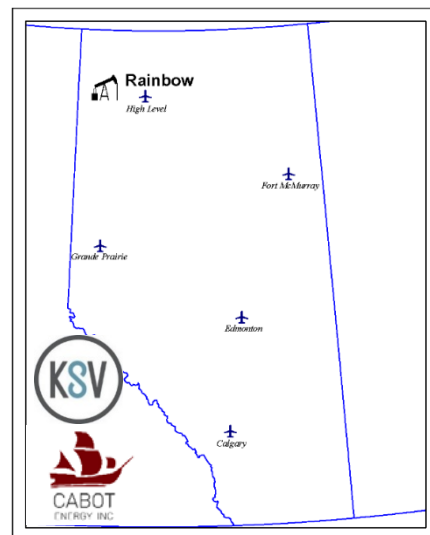 Rainbow
High Level
Fort McMurray
Grande Prairie
Edmonton
KSV
Calgary
CABOT
ENERGY INC